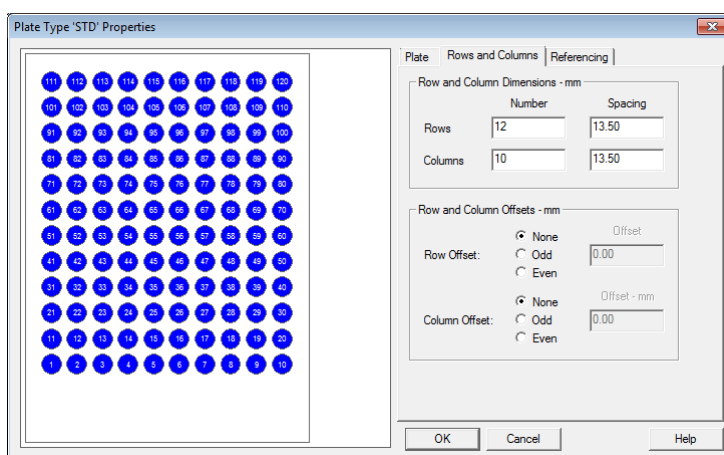 Plate Type 'STD' Properties
Plate Rows and Columns Referencing
111 112 113 114 115 116 117 118 119 120
101 102 103 104 105 106 107 108 109 110
91 92 93 94 95 96 97 98 99 100
81 82 83 84 85 86 87 88 89 90
71 72 73 74 75 76 77 78 79 80
61 62 63 64 65 66 67 68 69 70
51 52 53 54 55 56 57 58 59 60
41 42 43 44 45 46 47 48 49 50
31 32 33 34 35 36 37 38 39 40
21 22 23 24 25 26 27 28 29 30
11 12 13 14 15 16 17 18 19 20
1 2 3 4 5 6 7 8 9 10
Row and Column Dimensions - mm
Number Spacing
Rows 12 13.50
Columns 10 13.50
Row and Column Offsets - mm
None Offset
Row Offset: Odd 0.00
Even
None Offset - mm
Column Offset: Odd 0.00
Even
OK Cancel Help